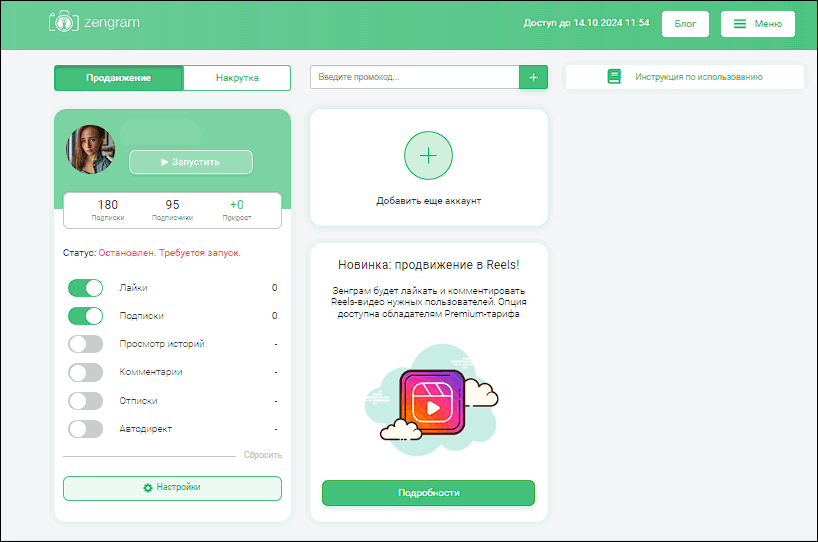 zengram
Доступ до 14.10.2024 11:54
Блог
Меню
Продвижение
Накрутка
Введите промокод...
Инструкция по использованию
Запустить
180
95
+0
Подписки
Подписчики
Прирост
Статус: Остановлен. Требуется запуск.
Лайки 0
Подписки 0
Просмотр историй -
Комментарии -
Отписки -
Автодирект -
Сбросить
Настройки
Добавить еще аккаунт
Новинка: продвижение в Reels!
Зенграм будет лайкать и комментировать
Reels-видео нужных пользователей. Опция
доступна обладателям Premium-тарифа
Подробности